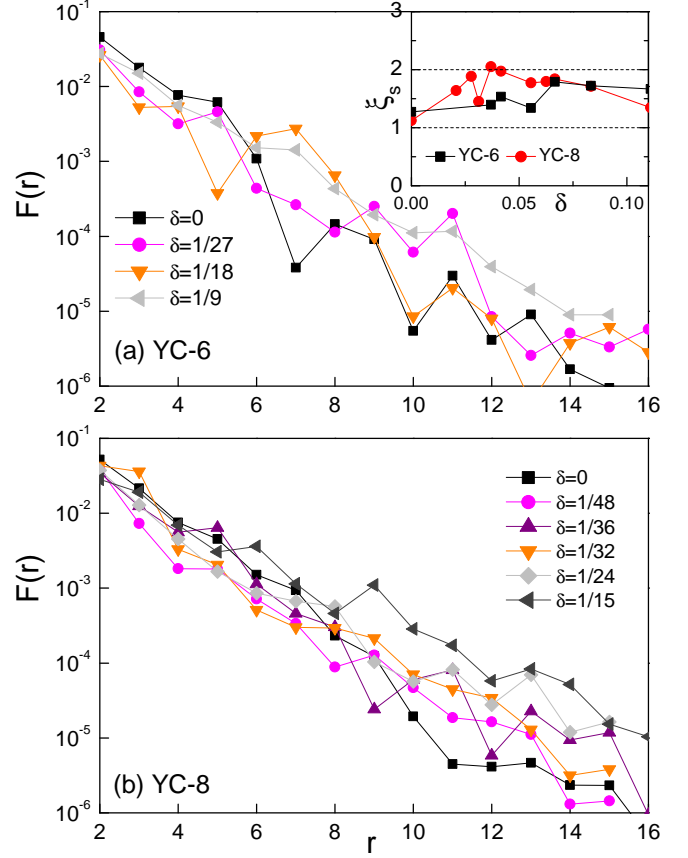 10⁻¹
10⁻²
10⁻³
10⁻⁴
10⁻⁵
10⁻⁶
F(r)
δ=0
δ=1/27
δ=1/18
δ=1/9
(a) YC-6
2 4 6 8 10 12 14 16
3
2
1
0
ξs
YC-6 YC-8
0.00 0.05 0.10
δ
10⁻¹
10⁻²
10⁻³
10⁻⁴
10⁻⁵
10⁻⁶
F(r)
δ=0
δ=1/48
δ=1/36
δ=1/32
δ=1/24
δ=1/15
(b) YC-8
2 4 6 8 10 12 14 16
r